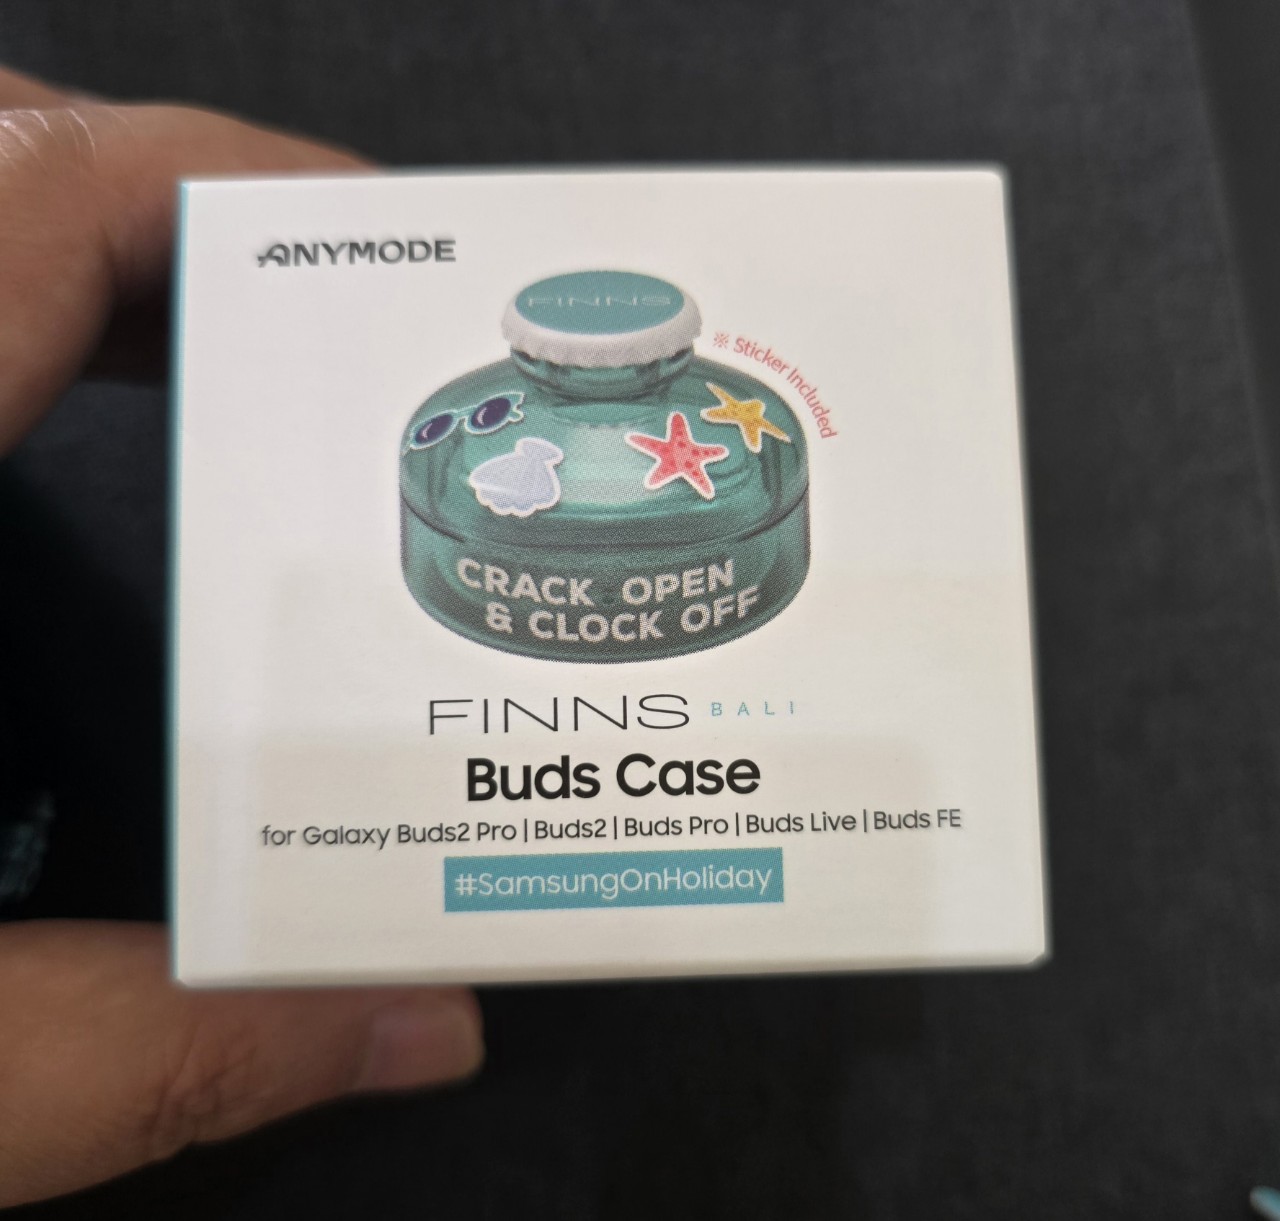 ANYMODE
FINNS
※ Sticker Included
CRACK OPEN
& CLOCK OFF
FINNS BALI
Buds Case
for Galaxy Buds2 Pro | Buds2 | Buds Pro | Buds Live | Buds FE
#SamsungOnHoliday